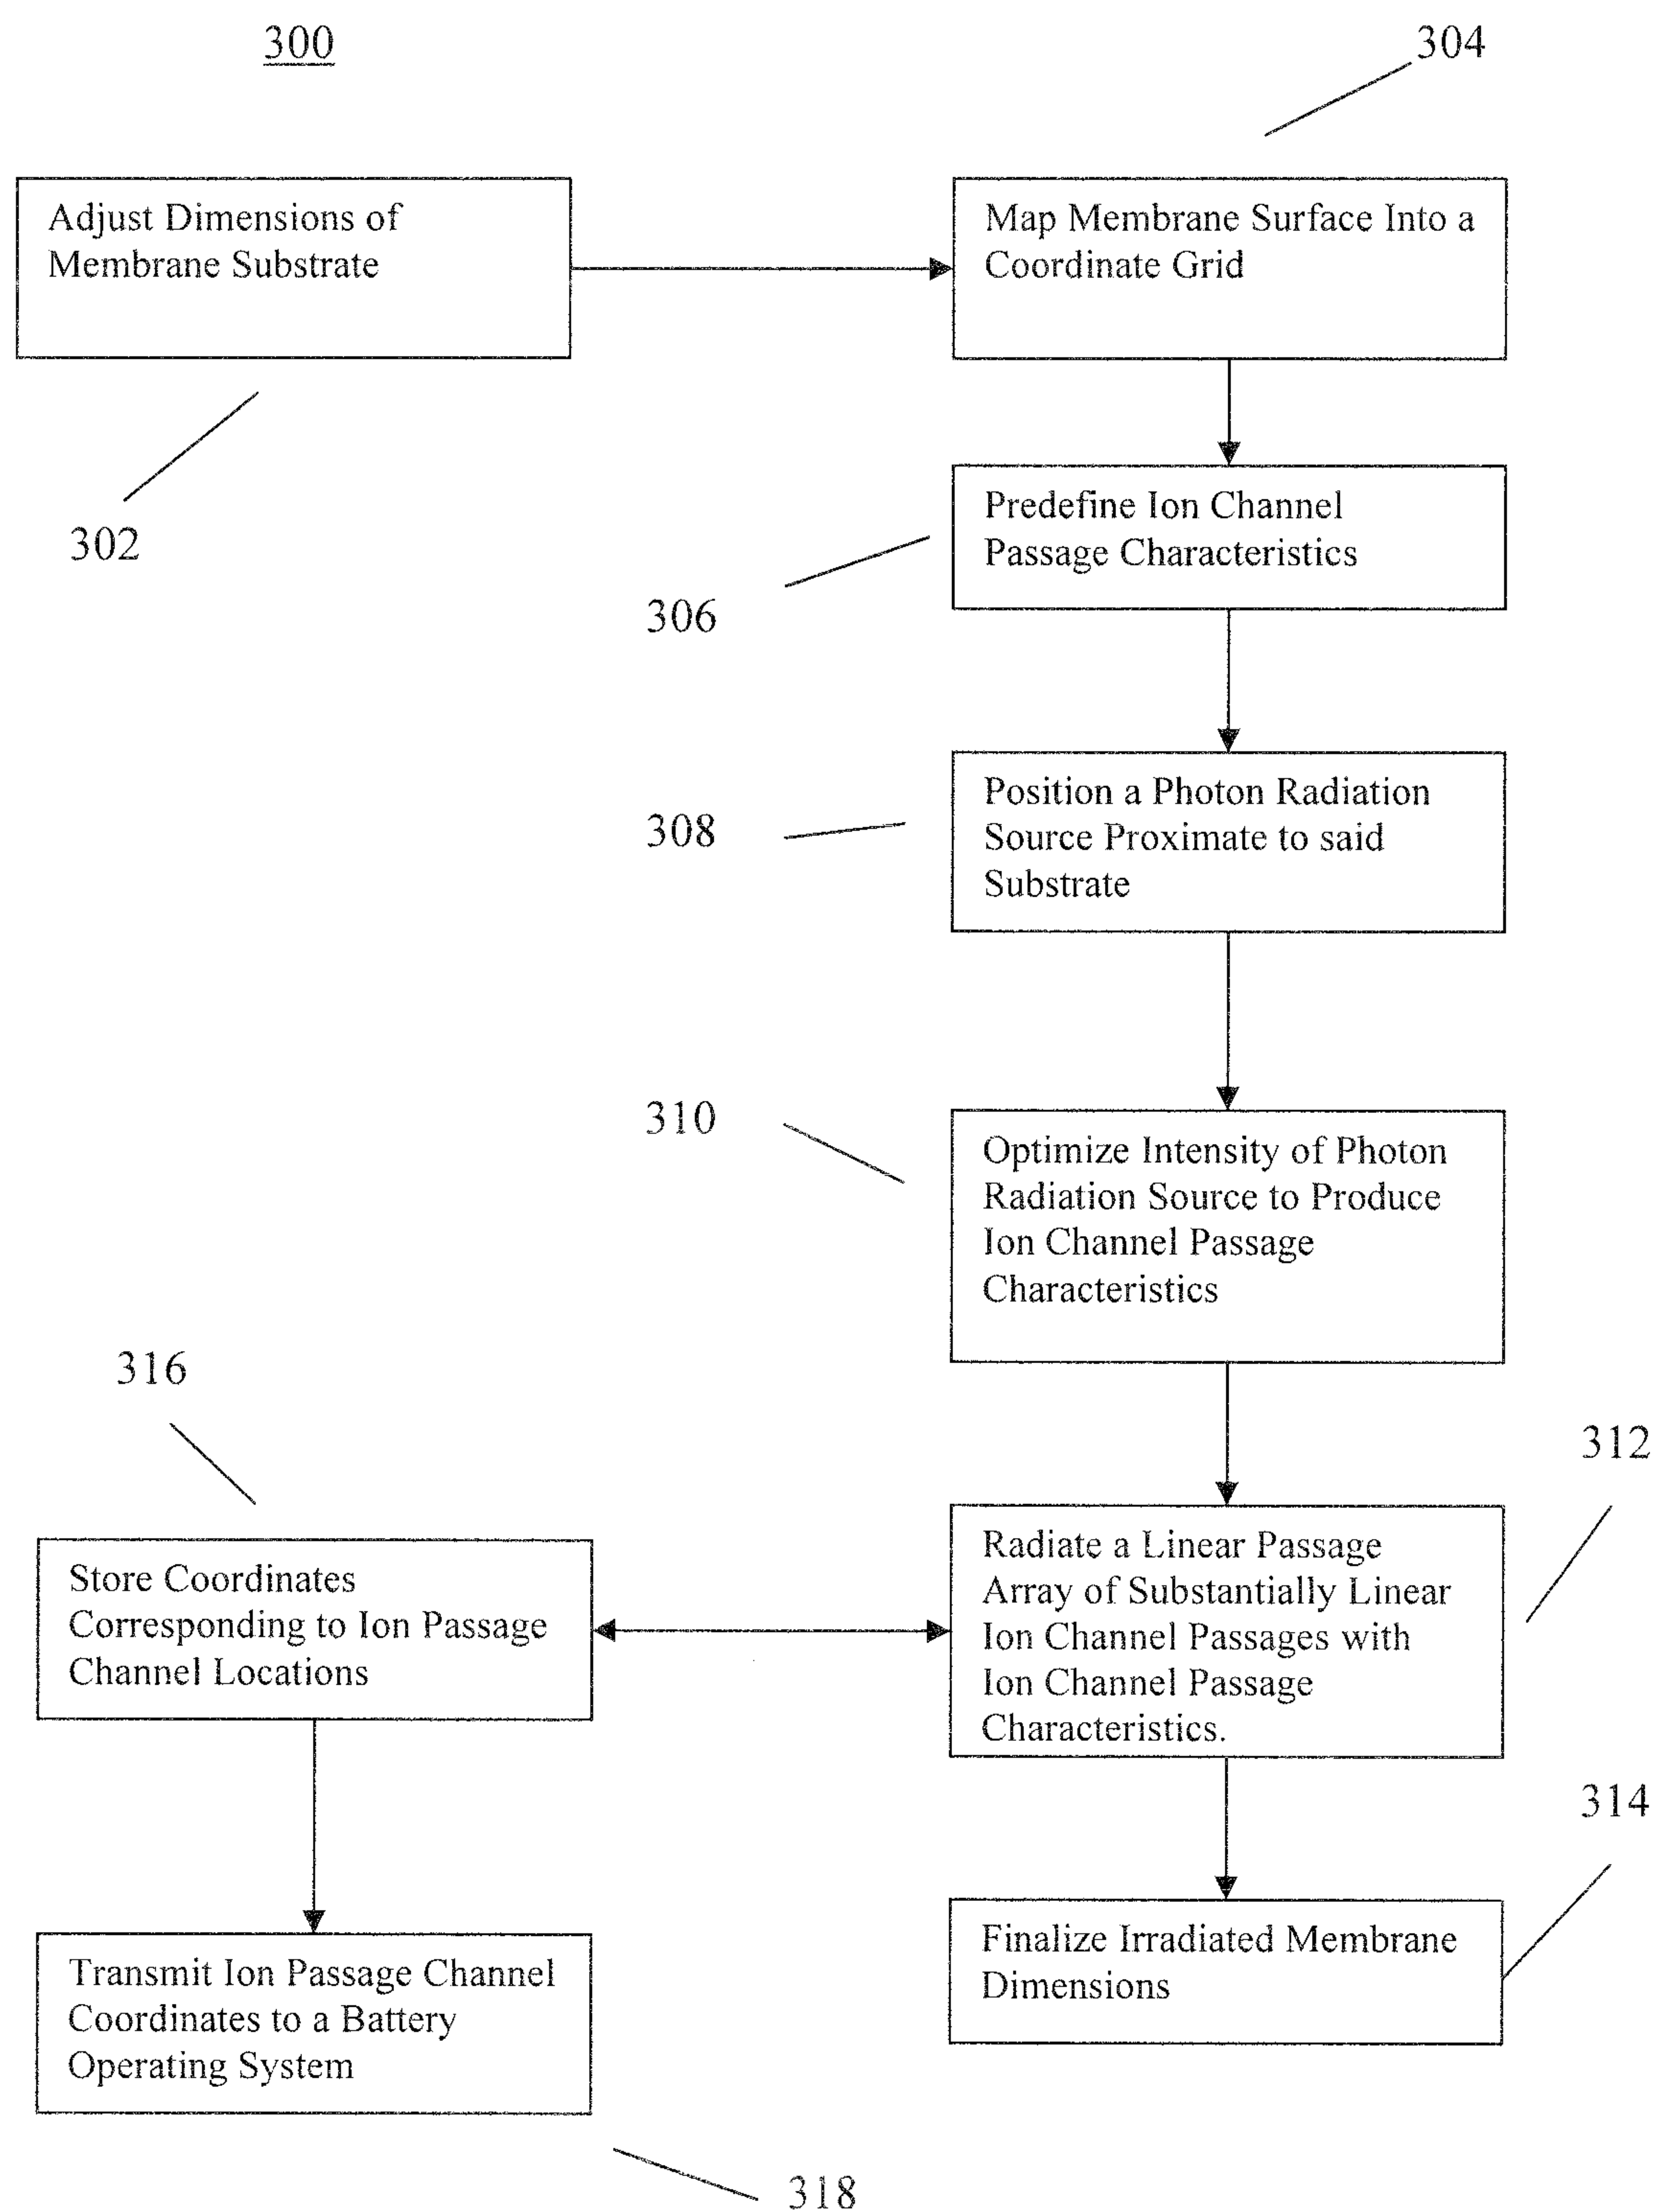 300
304
Adjust Dimensions of
Membrane Substrate
Map Membrane Surface Into a
Coordinate Grid
302
Predefine Ion Channel
Passage Characteristics
306
Position a Photon Radiation
Source Proximate to said
Substrate
308
310
Optimize Intensity of Photon
Radiation Source to Produce
Ion Channel Passage
Characteristics
316
312
Store Coordinates
Corresponding to Ion Passage
Channel Locations
Radiate a Linear Passage
Array of Substantially Linear
Ion Channel Passages with
Ion Channel Passage
Characteristics.
314
Transmit Ion Passage Channel
Coordinates to a Battery
Operating System
Finalize Irradiated Membrane
Dimensions
318